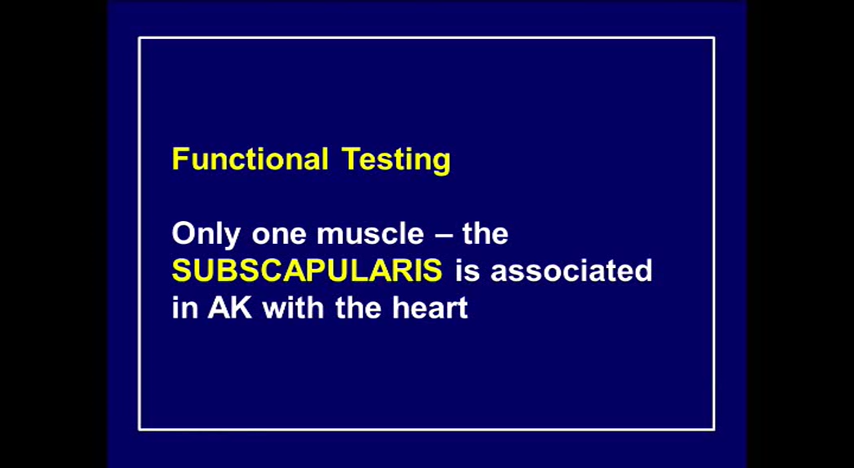 Functional Testing
Only one muscle – the
SUBSCAPULARIS is associated
in AK with the heart